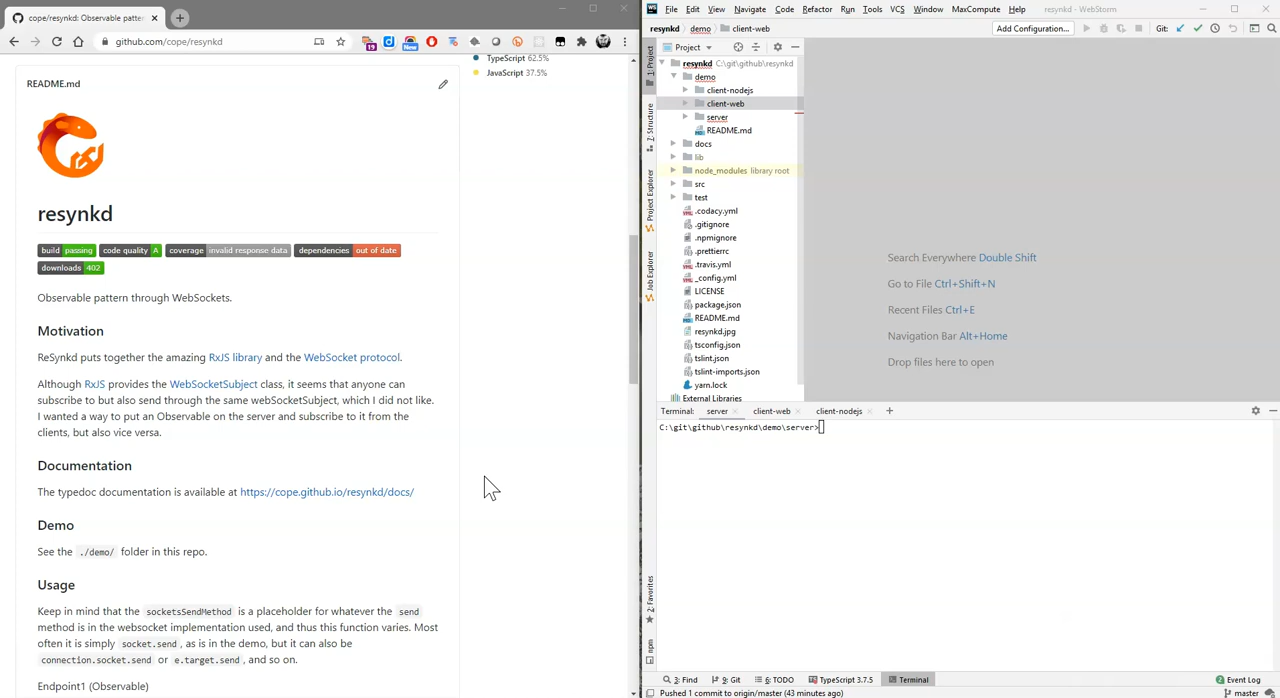 cope/resynkd: Observable patter
github.com/cope/resynkd
19
New
TypeScript 62.5%
JavaScript 37.5%
README.md
resynkd
build passing code quality A coverage invalid response data dependencies out of date
downloads 402
Observable pattern through WebSockets.
Motivation
ReSynkd puts together the amazing RxJS library and the WebSocket protocol.
Although RxJS provides the WebSocketSubject class, it seems that anyone can
subscribe to but also send through the same webSocketSubject, which I did not like.
I wanted a way to put an Observable on the server and subscribe to it from the
clients, but also vice versa.
Documentation
The typedoc documentation is available at https://cope.github.io/resynkd/docs/
Demo
See the ./demo/ folder in this repo.
Usage
Keep in mind that the socketsSendMethod is a placeholder for whatever the send
method is in the websocket implementation used, and thus this function varies. Most
often it is simply socket.send, as is in the demo, but it can also be
connection.socket.send or e.target.send, and so on.
Endpoint1 (Observable)
WS File Edit View Navigate Code Refactor Run Tools VCS Window MaxCompute Help resynkd - WebStorm
resynkd demo client-web Add Configuration... Git:
Project
resynkd C:\git\github\resynkd
demo
client-nodejs
client-web
server
README.md
docs
lib
node_modules library root
src
test
.codacy.yml
.gitignore
.npmignore
.prettierrc
.travis.yml
_config.yml
LICENSE
package.json
README.md
resynkd.jpg
tsconfig.json
tslint.json
tslint-imports.json
yarn.lock
External Libraries
1: Project
7: Structure
Project Explorer
Job Explorer
2: Favorites
npm
Search Everywhere Double Shift
Go to File Ctrl+Shift+N
Recent Files Ctrl+E
Navigation Bar Alt+Home
Drop files here to open
Terminal: server client-web client-nodejs
C:\git\github\resynkd\demo\server>
3: Find 9: Git 6: TODO TypeScript 3.7.5 Terminal Event Log
Pushed 1 commit to origin/master (43 minutes ago) master